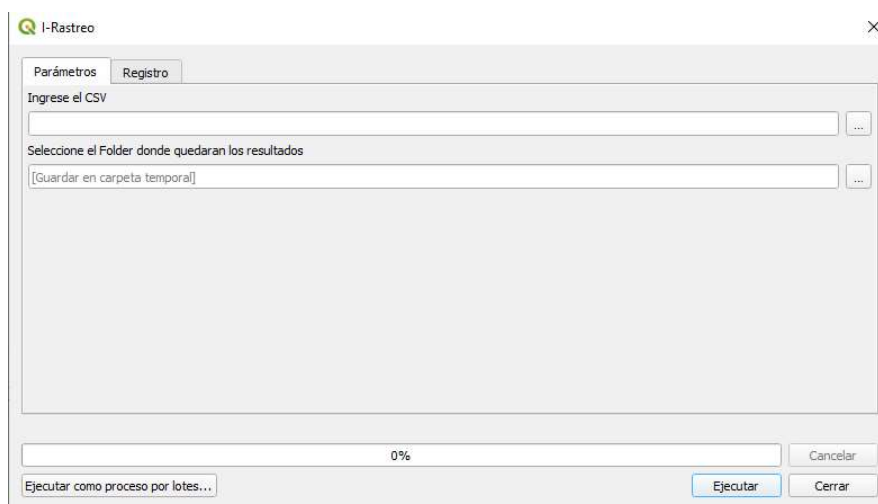 I-Rastreo
Parámetros Registro
Ingrese el CSV
...
Seleccione el Folder donde quedaran los resultados
[Guardar en carpeta temporal] ...
0% Cancelar
Ejecutar como proceso por lotes... Ejecutar Cerrar